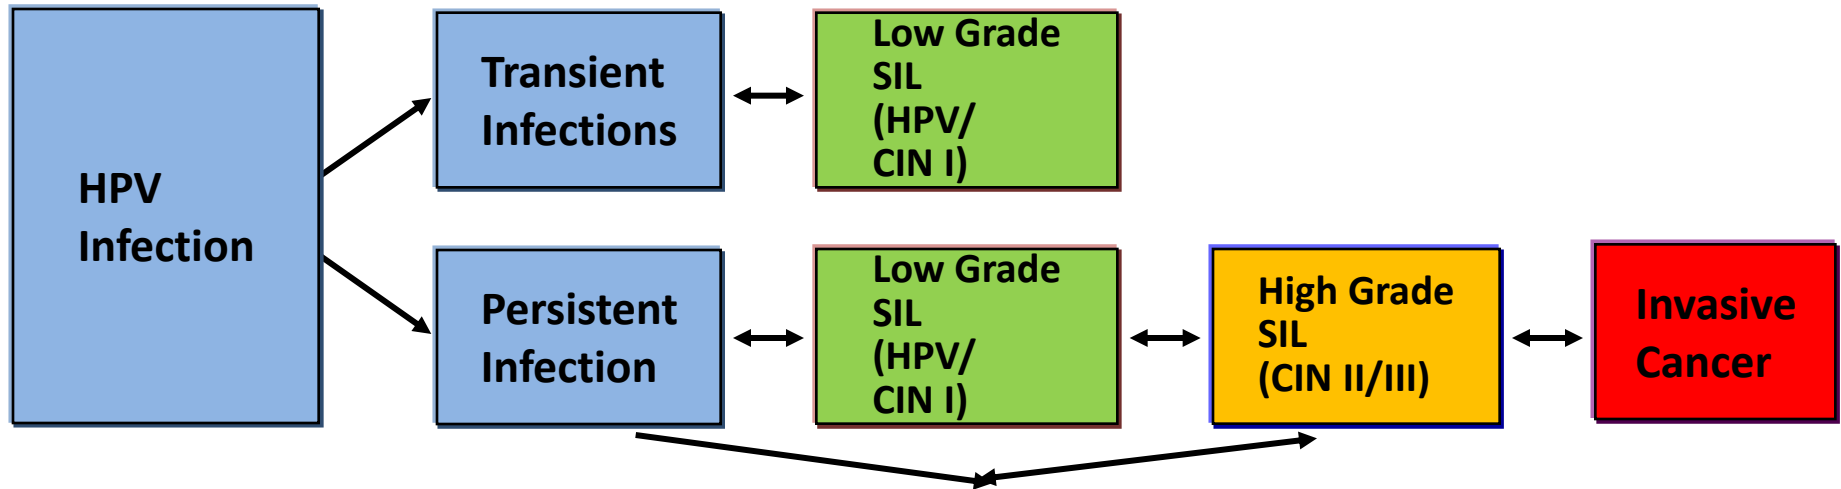 HPV
Infection
Transient
Infections
Low Grade
SIL
(HPV/
CIN I)
Persistent
Infection
Low Grade
SIL
(HPV/
CIN I)
High Grade
SIL
(CIN II/III)
Invasive
Cancer